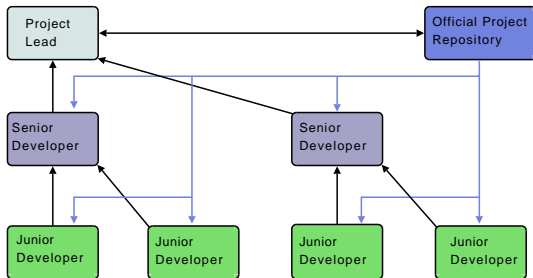 Project
Lead
Official Project
Repository
Senior
Developer
Senior
Developer
Junior
Developer
Junior
Developer
Junior
Developer
Junior
Developer